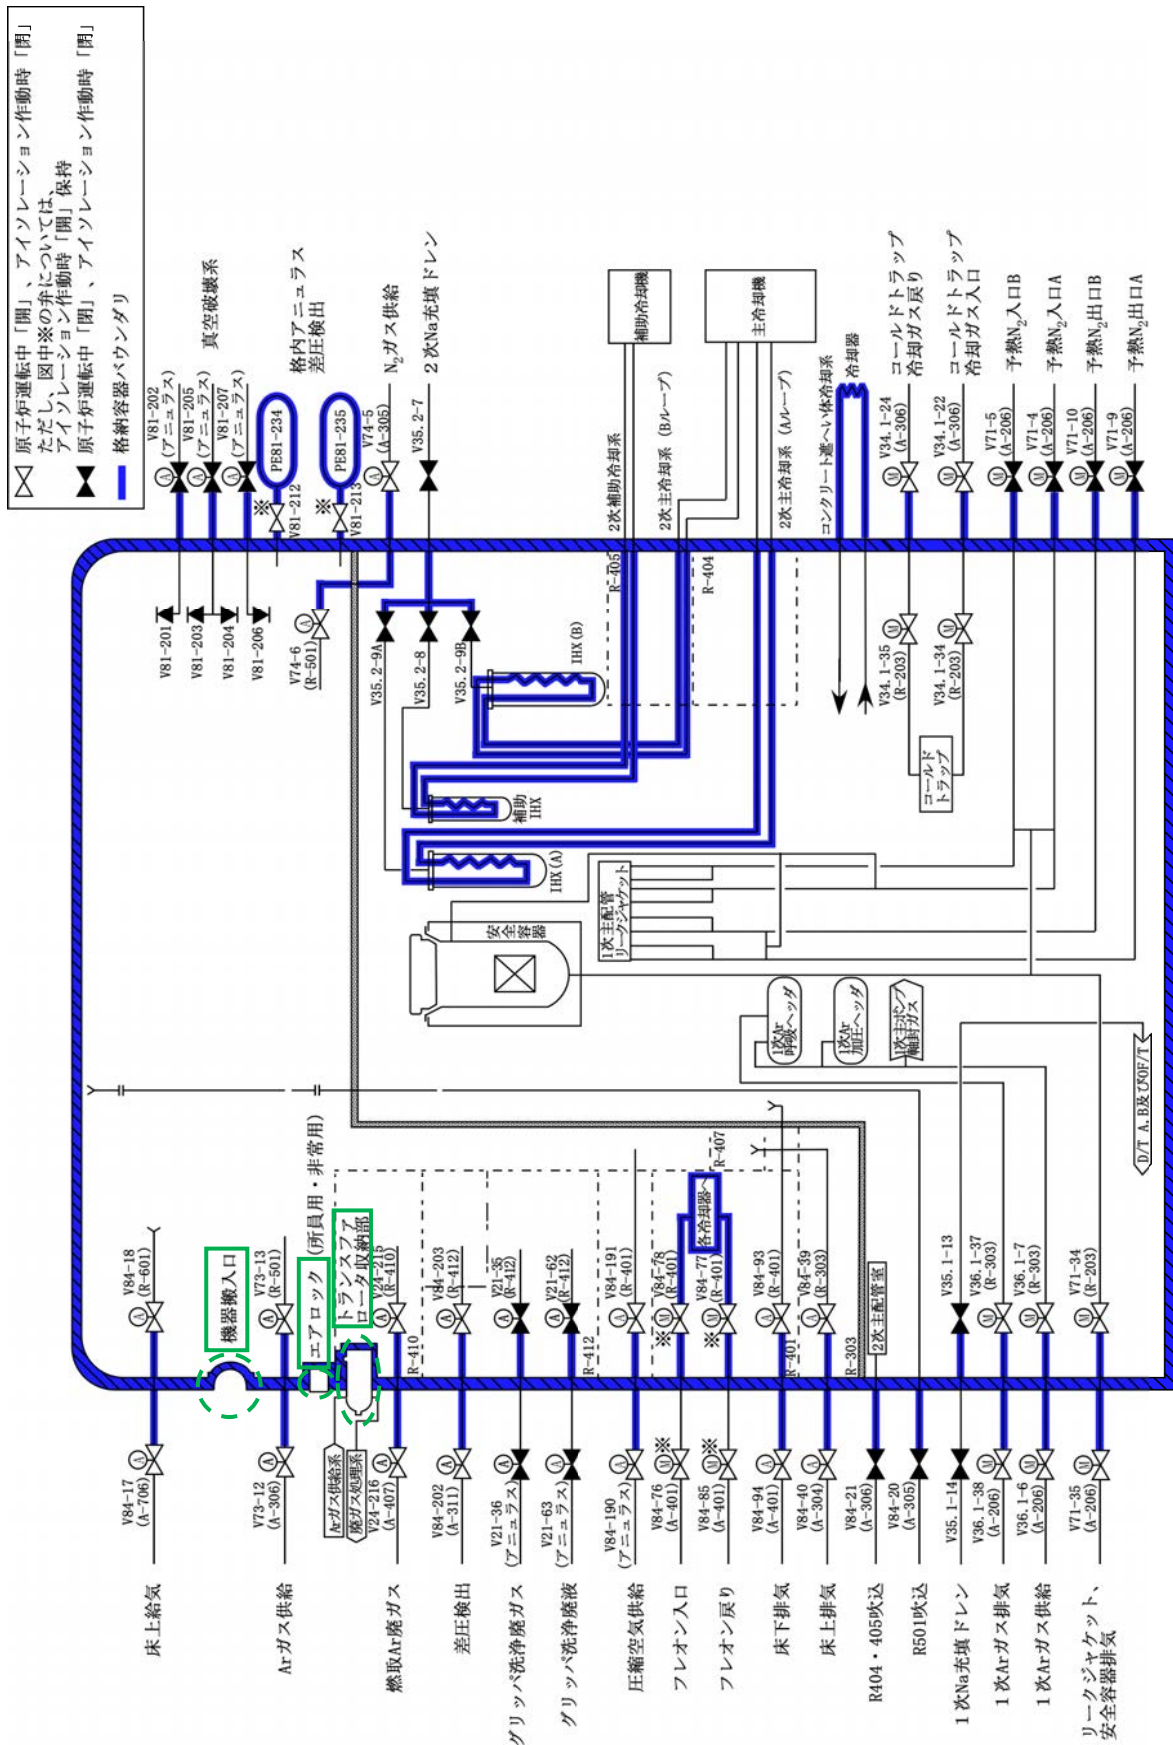 原子炉運転中「開」、アイソレーション作動時「閉」
ただし、図中※の弁については、
アイソレーション作動時「開」保持
原子炉運転中「閉」、アイソレーション作動時「閉」
格納容器バウンダリ
床上給気
V84-17
(A-706)
A
A
V84-18
(R-601)
機器搬入口
Arガス供給
V73-12
(A-306)
A
A
V73-13
(R-501)
エアロック
(所員用・非常用)
トランスファ
ロータ収納部
Arガス供給系
廃ガス処理系
燃取Ar廃ガス
V24-216
(A-407)
A
A
V24-215
(R-410)
R-410
差圧検出
V84-202
(A-311)
A
A
V84-203
(R-412)
グリッパ洗浄廃ガス
V21-36
(アニュラス)
A
A
V21-35
(R-412)
グリッパ洗浄廃液
V21-63
(アニュラス)
A
A
V21-62
(R-412)
R-412
圧縮空気供給
V84-190
(アニュラス)
A
A
V84-191
(R-401)
フレオン入口
V84-76
(A-401)
M
※
M
※
V84-78
(R-401)
フレオン戻り
V84-85
(A-401)
M
※
M
※
V84-77
(R-401)
各冷却器へ
R-407
床下排気
V84-94
(A-401)
A
A
V84-93
(R-401)
R-401
床上排気
V84-40
(A-304)
A
A
V84-39
(R-303)
R-303
R404・405吹込
V84-21
(A-306)
2次主配管室
R501吹込
V84-20
(A-305)
1次Na充填ドレン
V35.1-14
V35.1-13
1次Arガス排気
V36.1-38
(A-206)
M
M
V36.1-37
(R-303)
1次Arガス供給
V36.1-6
(A-206)
M
M
V36.1-7
(R-303)
リークジャケット、
安全容器排気
V71-35
(A-206)
M
M
V71-34
(R-203)
D/T A.B及びOF/T
1次Ar
呼吸ヘッダ
1次Ar
加圧ヘッダ
1次主ポンプ
軸封ガス
安全
容器
1次主配管
リークジャケット
IHX(A)
補助
IHX
IHX(B)
コールド
トラップ
V81-201
V81-203
V81-204
V81-206
V81-202
A
(アニュラス)
V81-205
A
(アニュラス)
V81-207
A
(アニュラス)
真空破壊系
※
V81-212
PE81-234
※
V81-213
PE81-235
格内アニュラス
差圧検出
V74-6
(R-501)
A
A
V74-5
(A-305)
N₂ガス供給
V35.2-9A
V35.2-8
V35.2-9B
V35.2-7
2次Na充填ドレン
R-405
2次補助冷却系
補助冷却機
R-404
2次主冷却系 (Bループ)
主冷却機
2次主冷却系 (Aループ)
コンクリート遮へい体冷却系
冷却器
V34.1-35
(R-203)
M
M
V34.1-24
(A-306)
コールドトラップ
冷却ガス戻り
V34.1-34
(R-203)
M
M
V34.1-22
(A-306)
コールドトラップ
冷却ガス入口
M
V71-5
(A-206)
予熱N₂入口B
M
V71-4
(A-206)
予熱N₂入口A
M
V71-10
(A-206)
予熱N₂出口B
M
V71-9
(A-206)
予熱N₂出口A